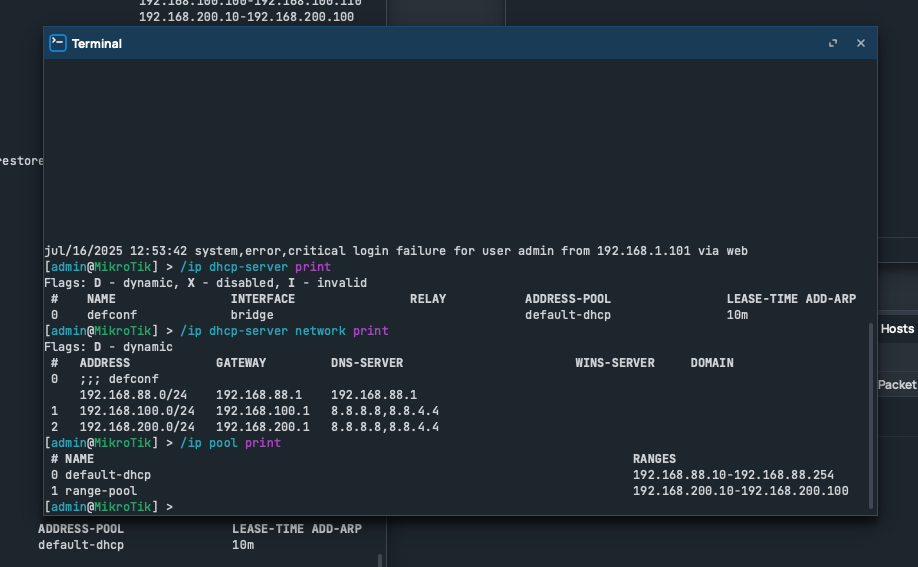 192.168.100.100-192.168.100.110
192.168.200.10-192.168.200.100
Terminal
restore
jul/16/2025 12:53:42 system,error,critical login failure for user admin from 192.168.1.101 via web
[admin@MikroTik] > /ip dhcp-server print
Flags: D - dynamic, X - disabled, I - invalid
# NAME INTERFACE RELAY ADDRESS-POOL LEASE-TIME ADD-ARP
0 defconf bridge default-dhcp 10m
[admin@MikroTik] > /ip dhcp-server network print
Flags: D - dynamic
# ADDRESS GATEWAY DNS-SERVER WINS-SERVER DOMAIN
0 ;;; defconf
192.168.88.0/24 192.168.88.1 192.168.88.1
1 192.168.100.0/24 192.168.100.1 8.8.8.8,8.8.4.4
2 192.168.200.0/24 192.168.200.1 8.8.8.8,8.8.4.4
[admin@MikroTik] > /ip pool print
# NAME RANGES
0 default-dhcp 192.168.88.10-192.168.88.254
1 range-pool 192.168.200.10-192.168.200.100
[admin@MikroTik] >
Hosts
Packet
ADDRESS-POOL LEASE-TIME ADD-ARP
default-dhcp 10m